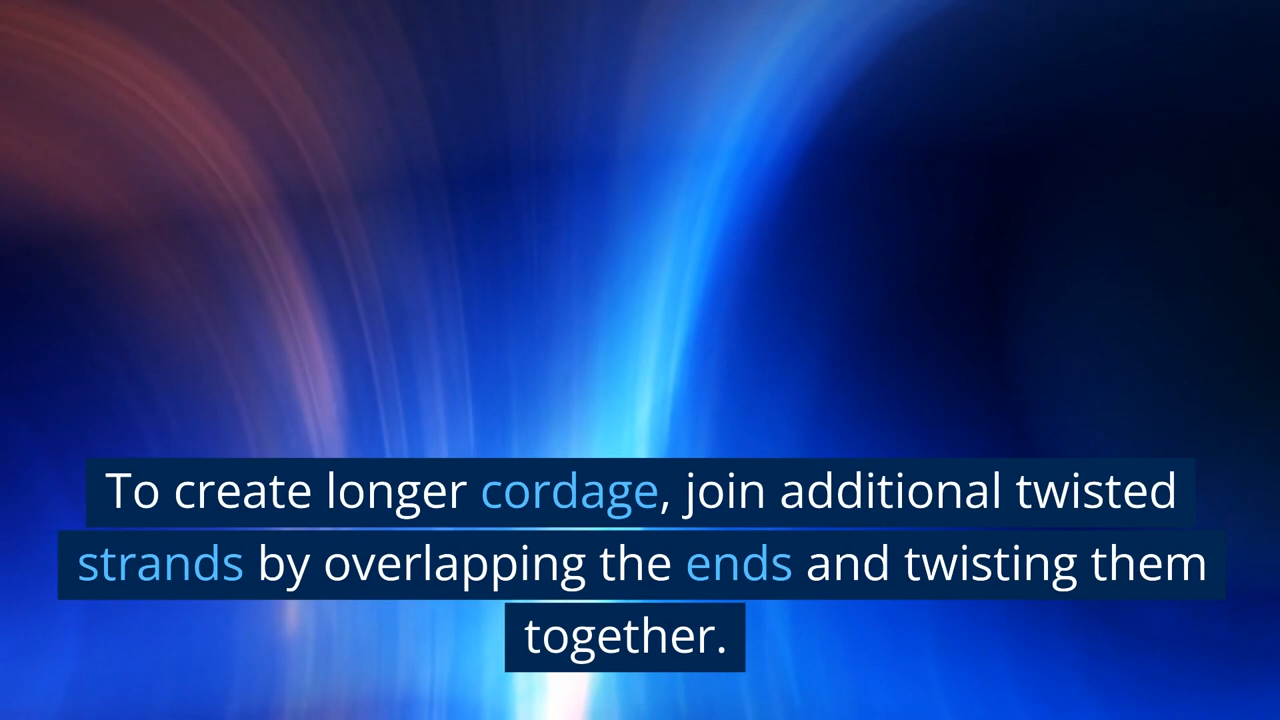 To create longer cordage, join additional twisted
strands by overlapping the ends and twisting them
together.